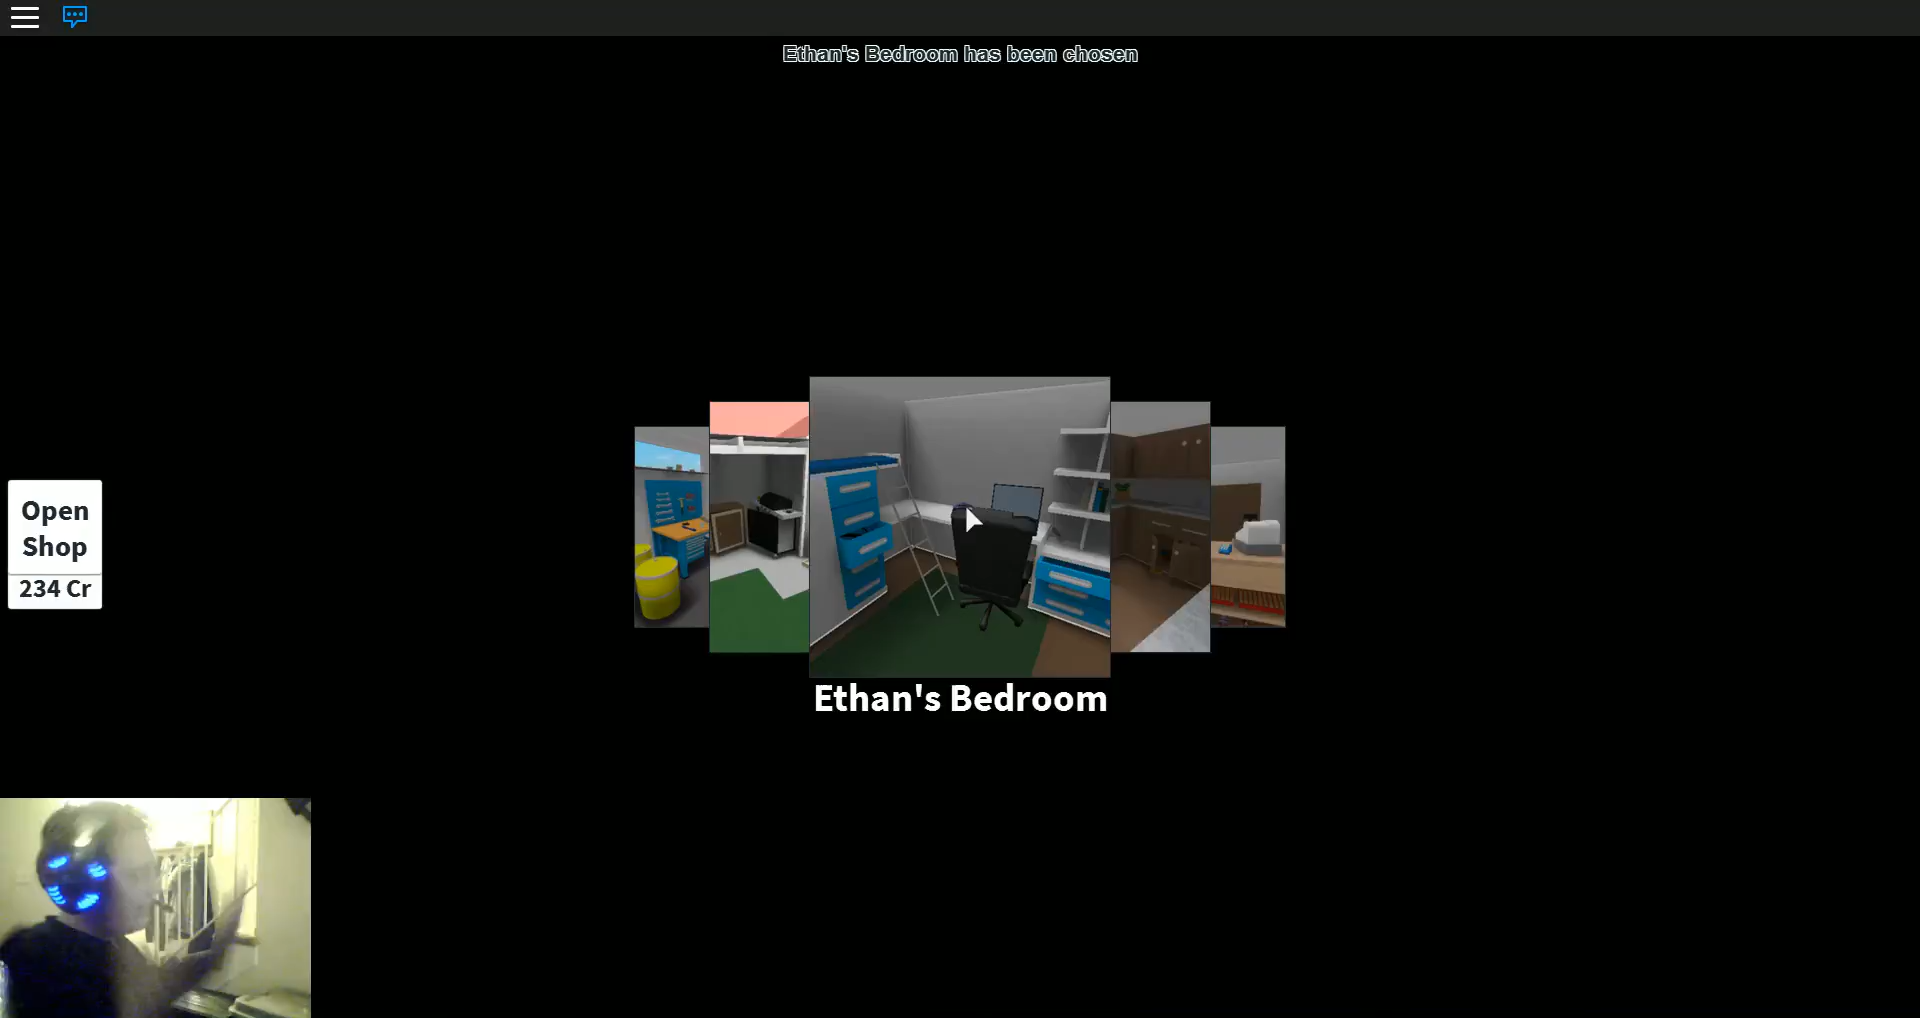 Ethan's Bedroom has been chosen
Open
Shop
234 Cr
Ethan's Bedroom